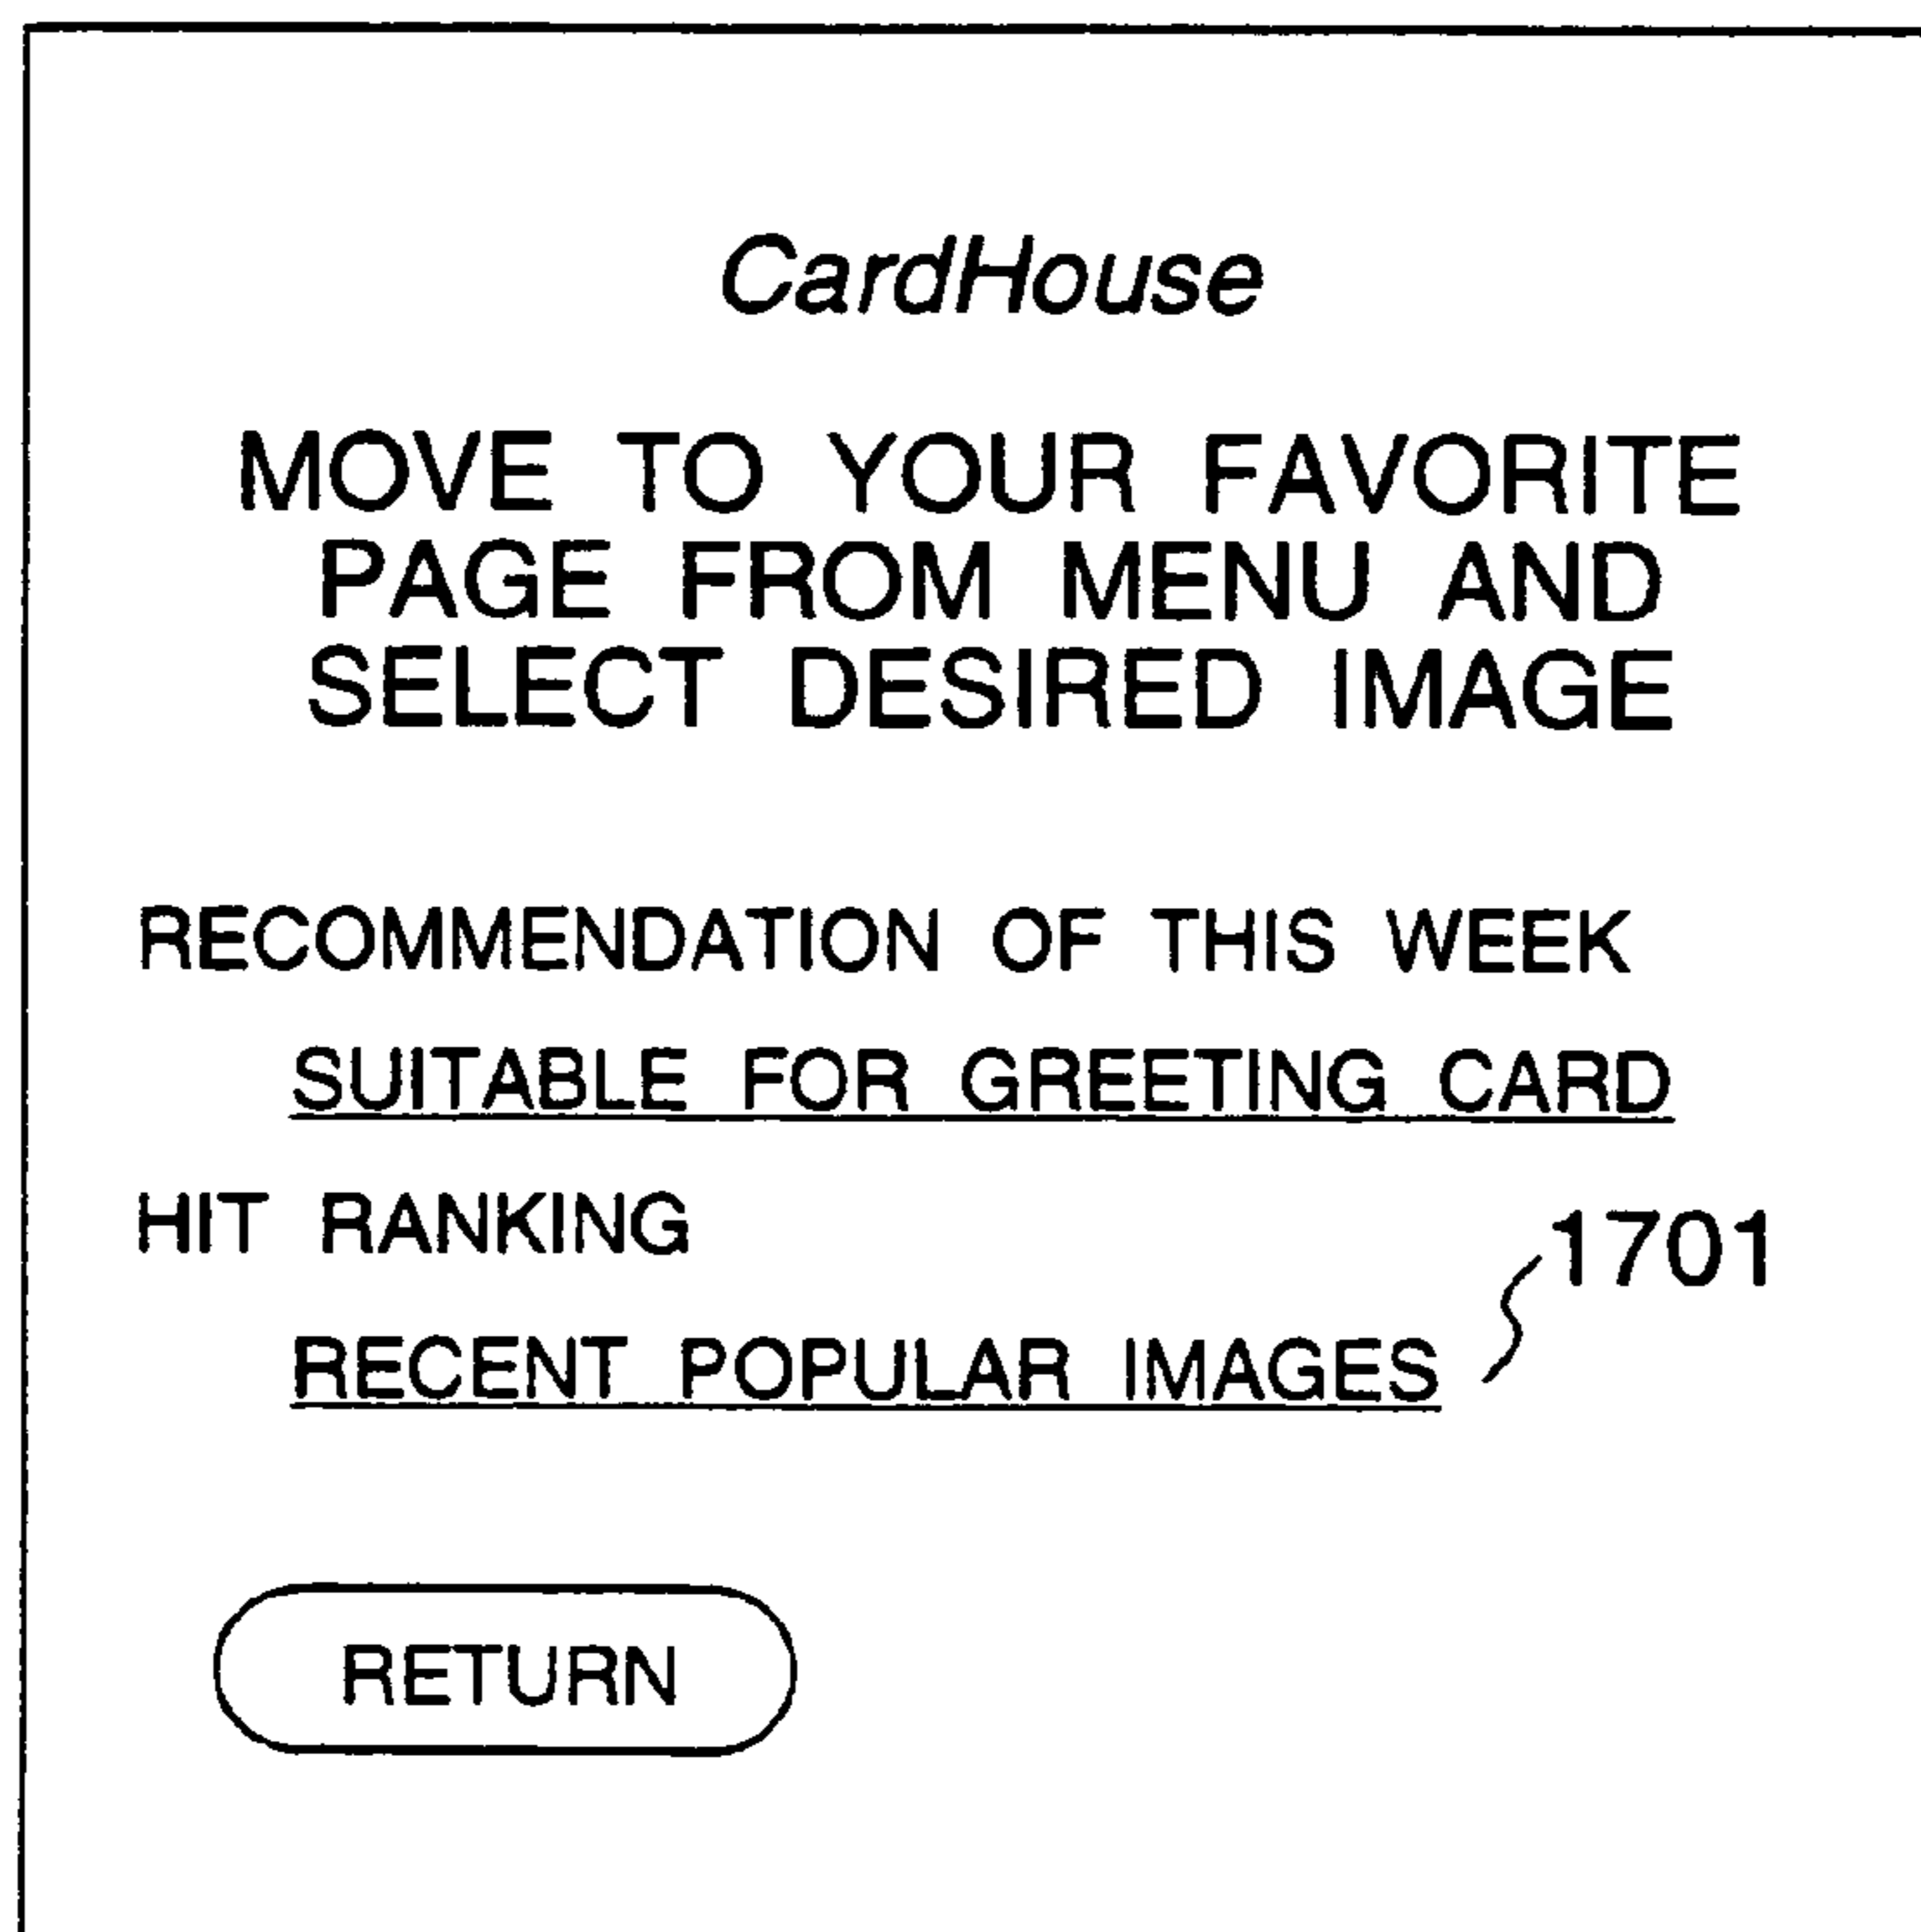 CardHouse
MOVE TO YOUR FAVORITE
PAGE FROM MENU AND
SELECT DESIRED IMAGE
RECOMMENDATION OF THIS WEEK
SUITABLE FOR GREETING CARD
HIT RANKING
1701
RECENT POPULAR IMAGES
RETURN